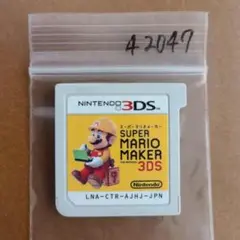 42047
NINTENDO 3DS
スーパーマリオメーカー
SUPER
MARIO
MAKER
3DS
Nintendo
LNA-CTR-AJHJ-JPN